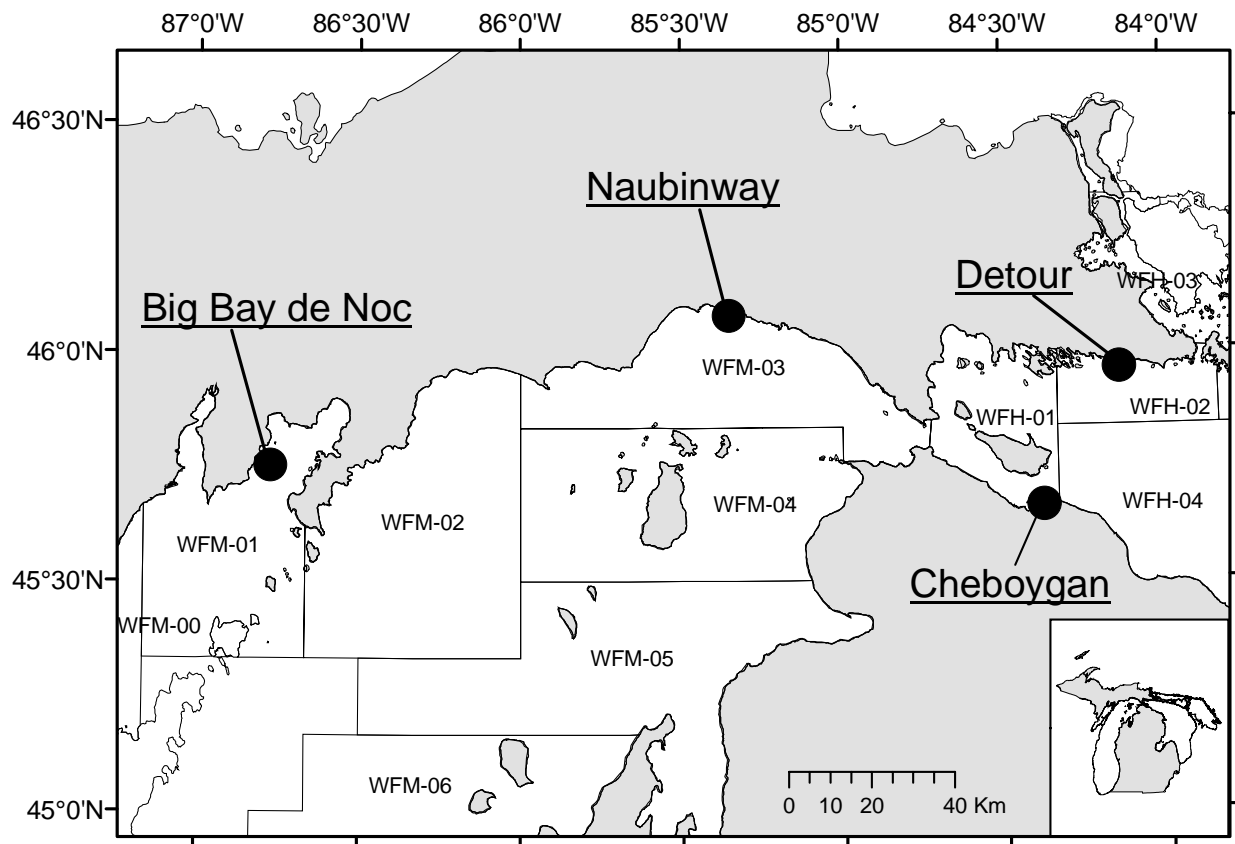 87°0'W 86°30'W 86°0'W 85°30'W 85°0'W 84°30'W 84°0'W
46°30'N
Naubinway
Detour
WFH-03
Big Bay de Noc
46°0'N
WFM-03
WFH-02
WFH-01
WFM-04
WFH-04
WFM-02
WFM-01
45°30'N
Cheboygan
WFM-00
WFM-05
WFM-06
45°0'N
0 10 20 40 Km